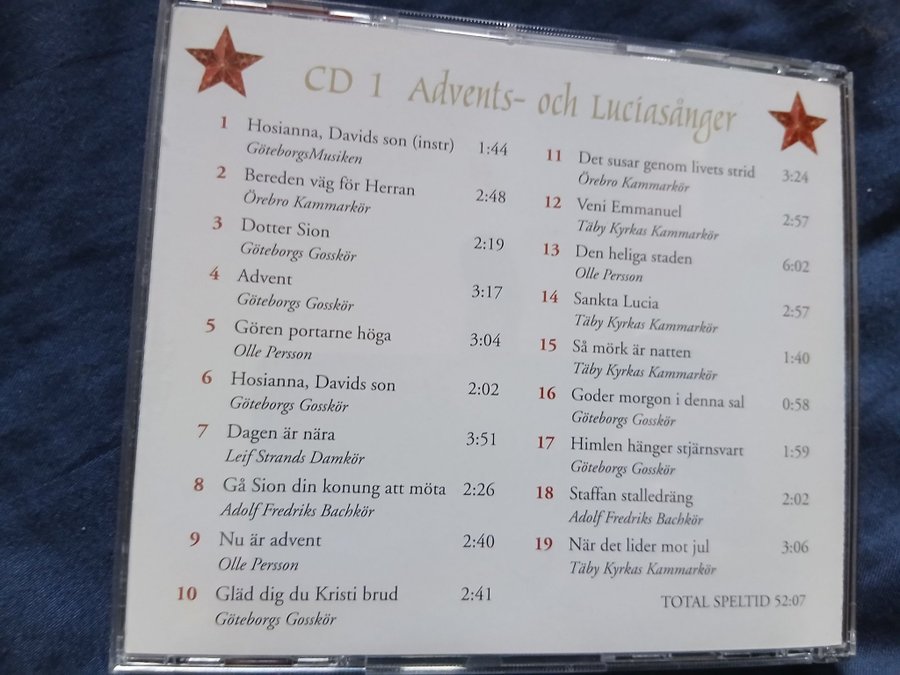 CD 1 Advents- och Luciasånger
1 Hosianna, Davids son (instr) 1:44
GöteborgsMusiken
2 Bereden väg för Herran 2:48
Örebro Kammarkör
3 Dotter Sion 2:19
Göteborgs Gosskör
4 Advent 3:17
Göteborgs Gosskör
5 Gören portarne höga 3:04
Olle Persson
6 Hosianna, Davids son 2:02
Göteborgs Gosskör
7 Dagen är nära 3:51
Leif Strands Damkör
8 Gå Sion din konung att möta 2:26
Adolf Fredriks Bachkör
9 Nu är advent 2:40
Olle Persson
10 Gläd dig du Kristi brud 2:41
Göteborgs Gosskör
11 Det susar genom livets strid 3:24
Örebro Kammarkör
12 Veni Emmanuel 2:57
Täby Kyrkas Kammarkör
13 Den heliga staden 6:02
Olle Persson
14 Sankta Lucia 2:57
Täby Kyrkas Kammarkör
15 Så mörk är natten 1:40
Täby Kyrkas Kammarkör
16 Goder morgon i denna sal 0:58
Göteborgs Gosskör
17 Himlen hänger stjärnsvart 1:59
Göteborgs Gosskör
18 Staffan stalledräng 2:02
Adolf Fredriks Bachkör
19 När det lider mot jul 3:06
Täby Kyrkas Kammarkör
TOTAL SPELTID 52:07